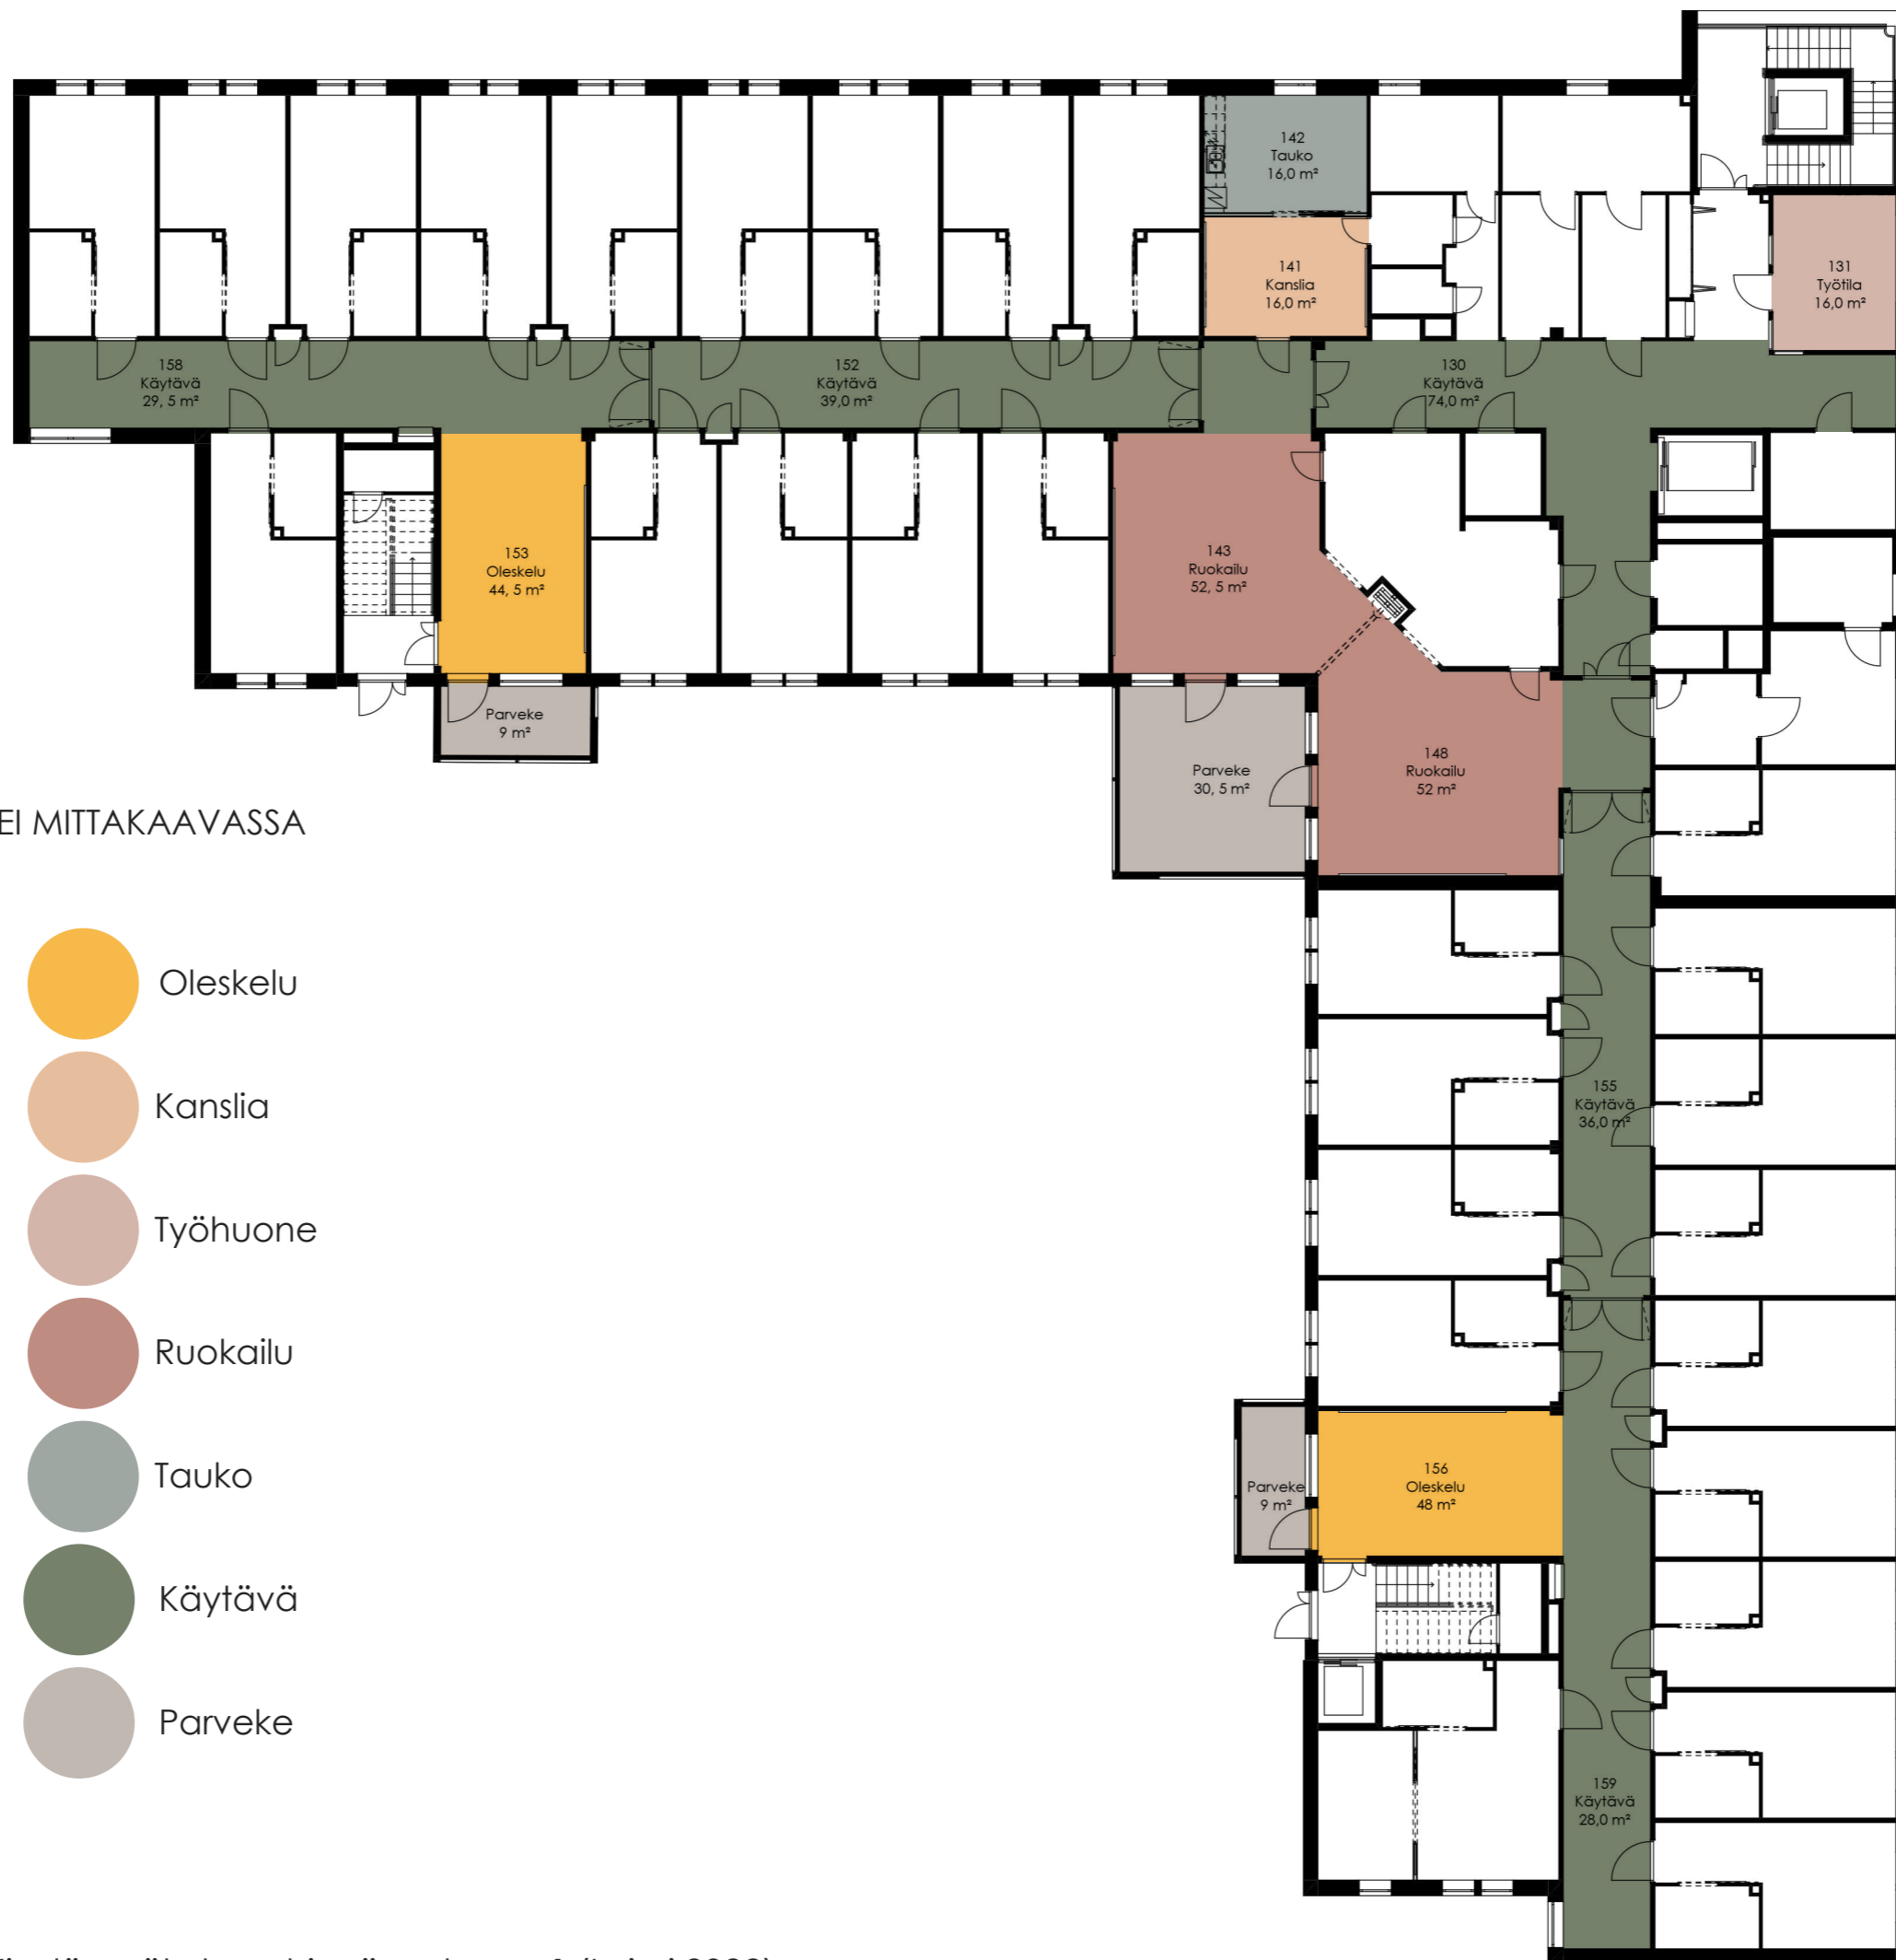 142
Tauko
16,0 m²
141
Kanslia
16,0 m²
131
Työtila
16,0 m²
158
Käytävä
29, 5 m²
152
Käytävä
39,0 m²
130
Käytävä
74,0 m²
153
Oleskelu
44, 5 m²
143
Ruokailu
52, 5 m²
Parveke
9 m²
148
Ruokailu
52 m²
Parveke
30, 5 m²
EI MITTAKAAVASSA
Oleskelu
Kanslia
Työhuone
Ruokailu
Tauko
Käytävä
Parveke
155
Käytävä
36,0 m²
156
Oleskelu
48 m²
Parveke
9 m²
159
Käytävä
28,0 m²